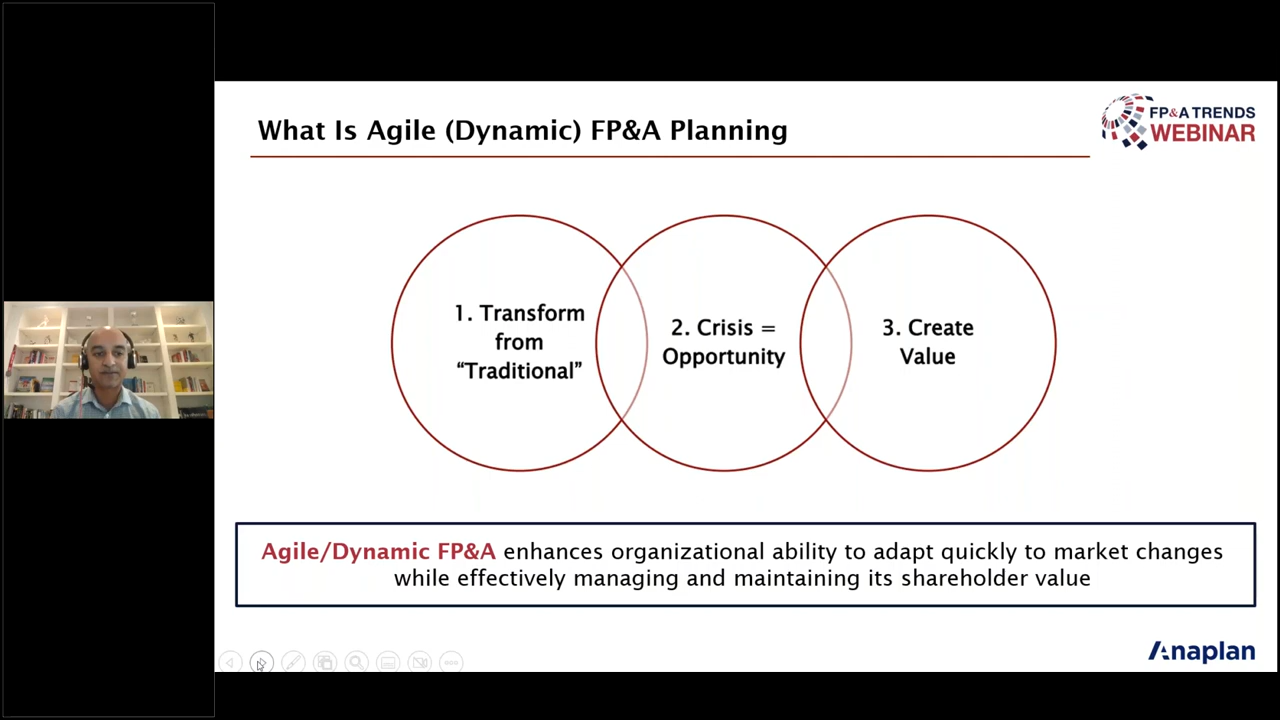 What Is Agile (Dynamic) FP&A Planning
FP&A TRENDS
WEBINAR
1. Transform
from
“Traditional”
2. Crisis =
Opportunity
3. Create
Value
Agile/Dynamic FP&A enhances organizational ability to adapt quickly to market changes
while effectively managing and maintaining its shareholder value
Anaplan